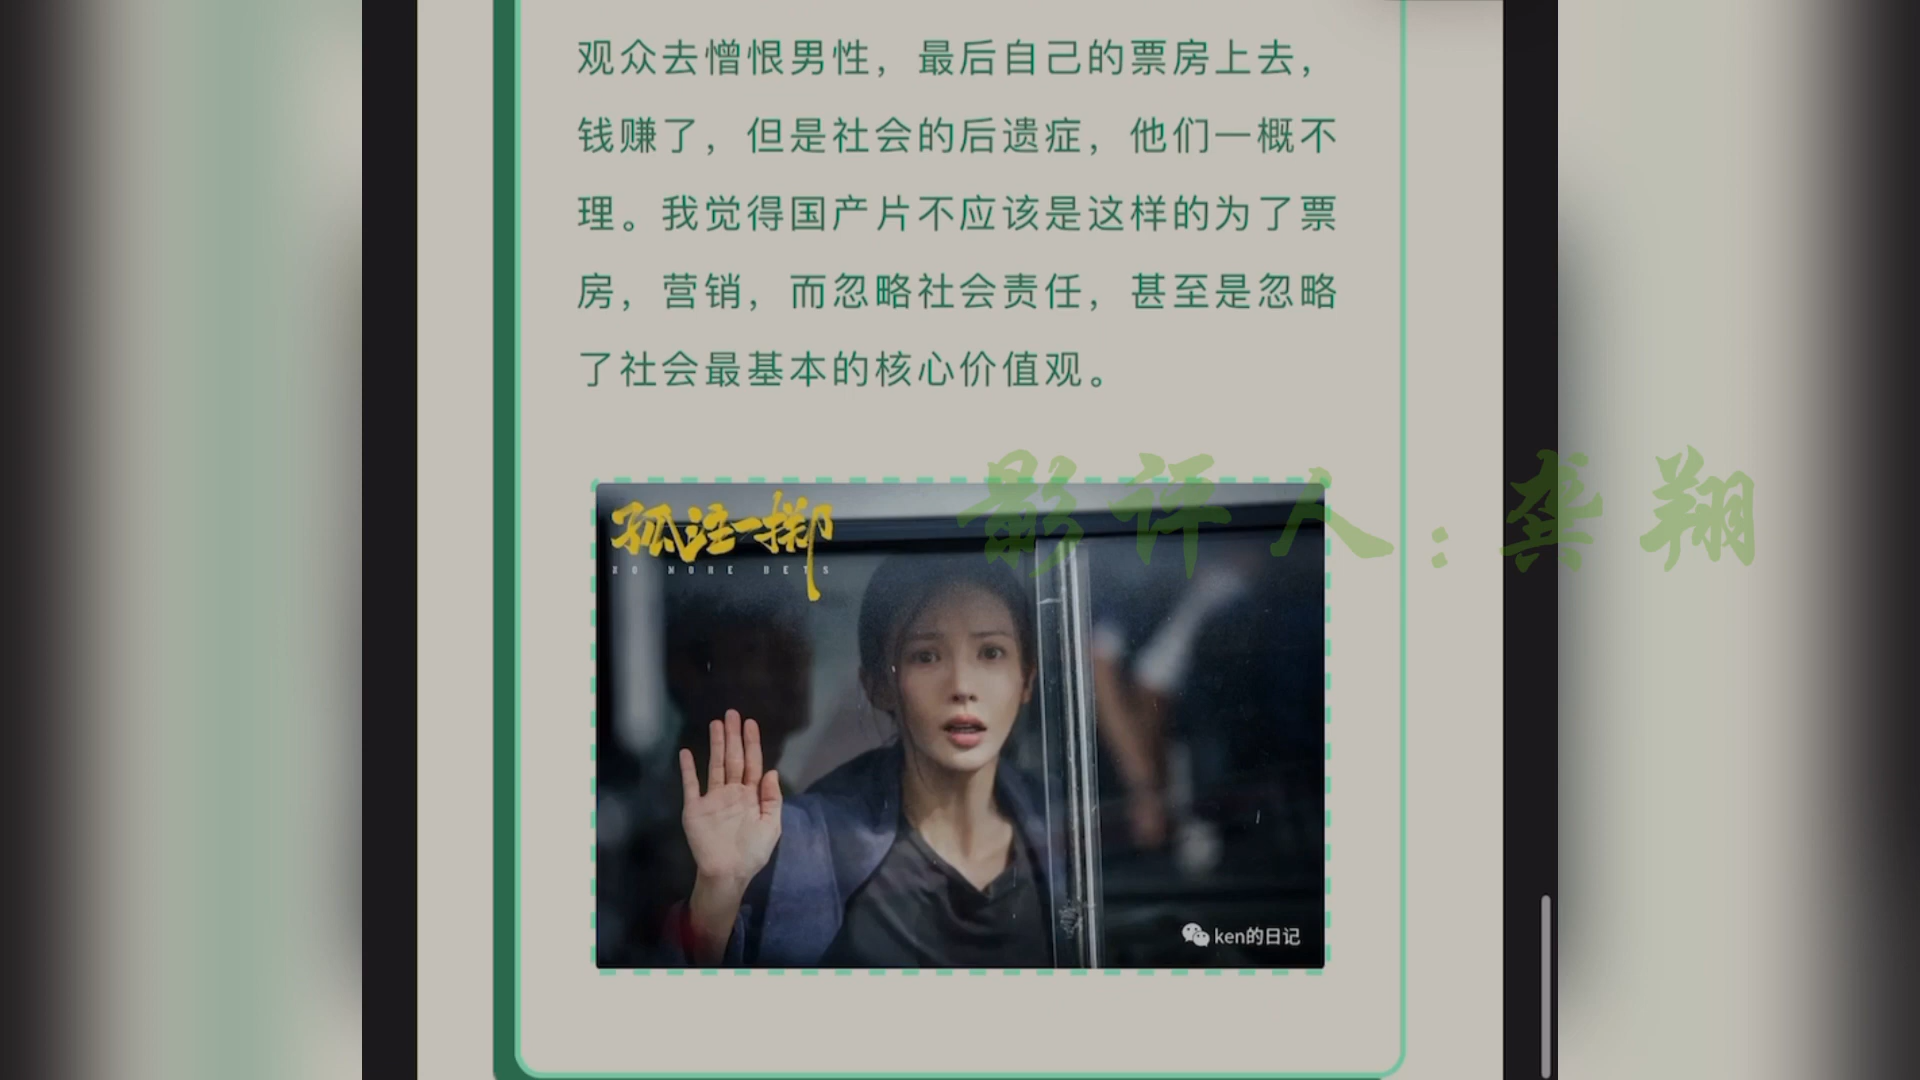 观众去憎恨男性，最后自己的票房上去，
钱赚了，但是社会的后遗症，他们一概不
理。我觉得国产片不应该是这样的为了票
房，营销，而忽略社会责任，甚至是忽略
了社会最基本的核心价值观。
影评人：龚翔
孤注一掷
NO MORE BETS
ken的日记